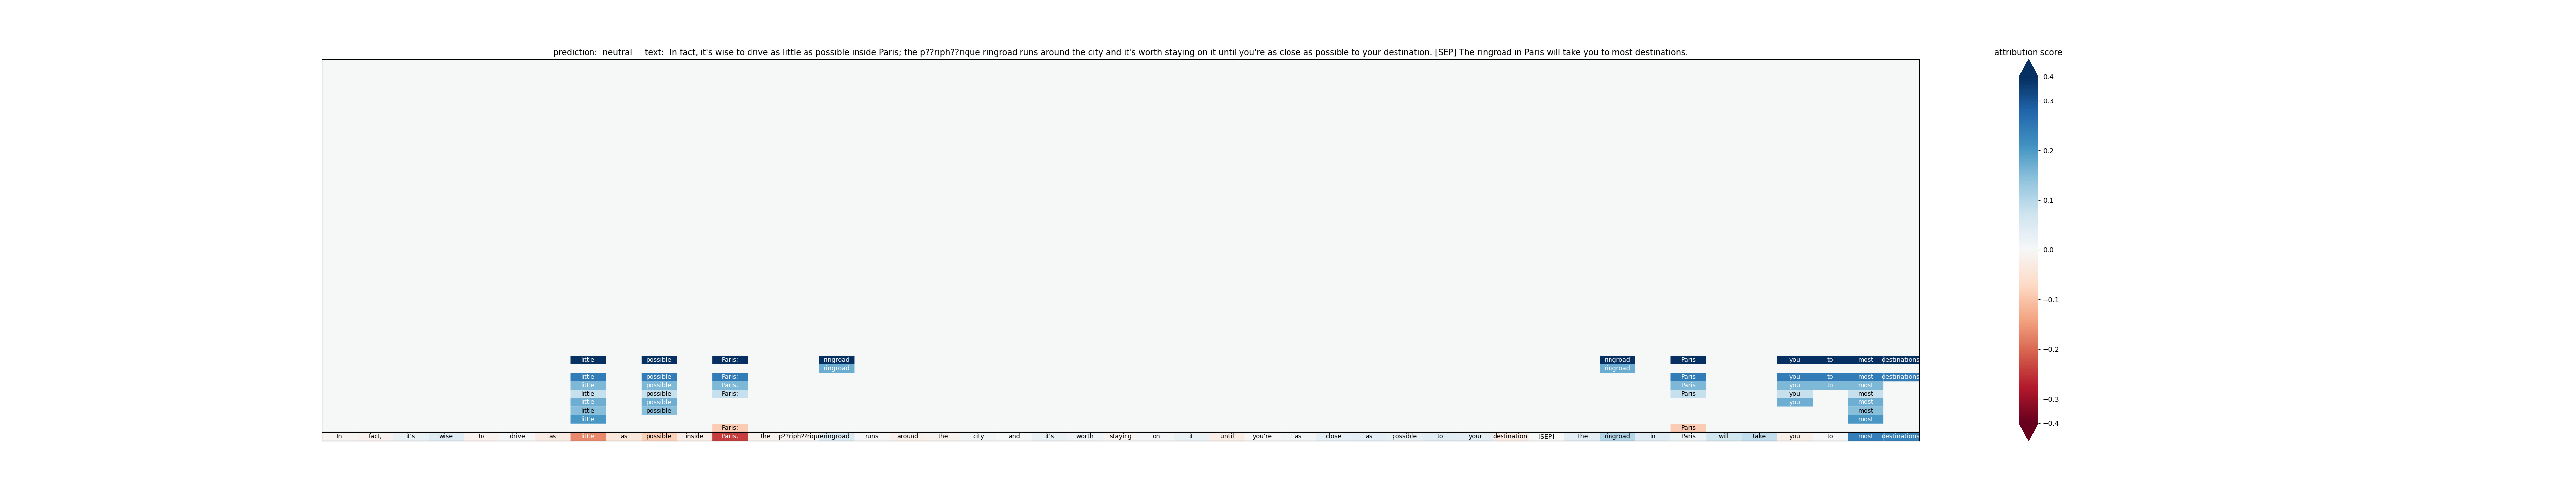 prediction:  neutral     text:  In fact, it's wise to drive as little as possible inside Paris; the p??riph??rique ringroad runs around the city and it's worth staying on it until you're as close as possible to your destination. [SEP] The ringroad in Paris will take you to most destinations.
attribution score
0.4
0.3
0.2
0.1
0.0
−0.1
−0.2
−0.3
−0.4
little possible Paris; ringroad ringroad Paris you to most destinations
ringroad ringroad
little possible Paris; Paris you to most destinations
little possible Paris; Paris you to most
little possible Paris; Paris you most
little possible you most
little possible most
little most
Paris; Paris
In fact, it's wise to drive as little as possible inside Paris; the p??riph??rique ringroad runs around the city and it's worth staying on it until you're as close as possible to your destination. [SEP] The ringroad in Paris will take you to most destinations